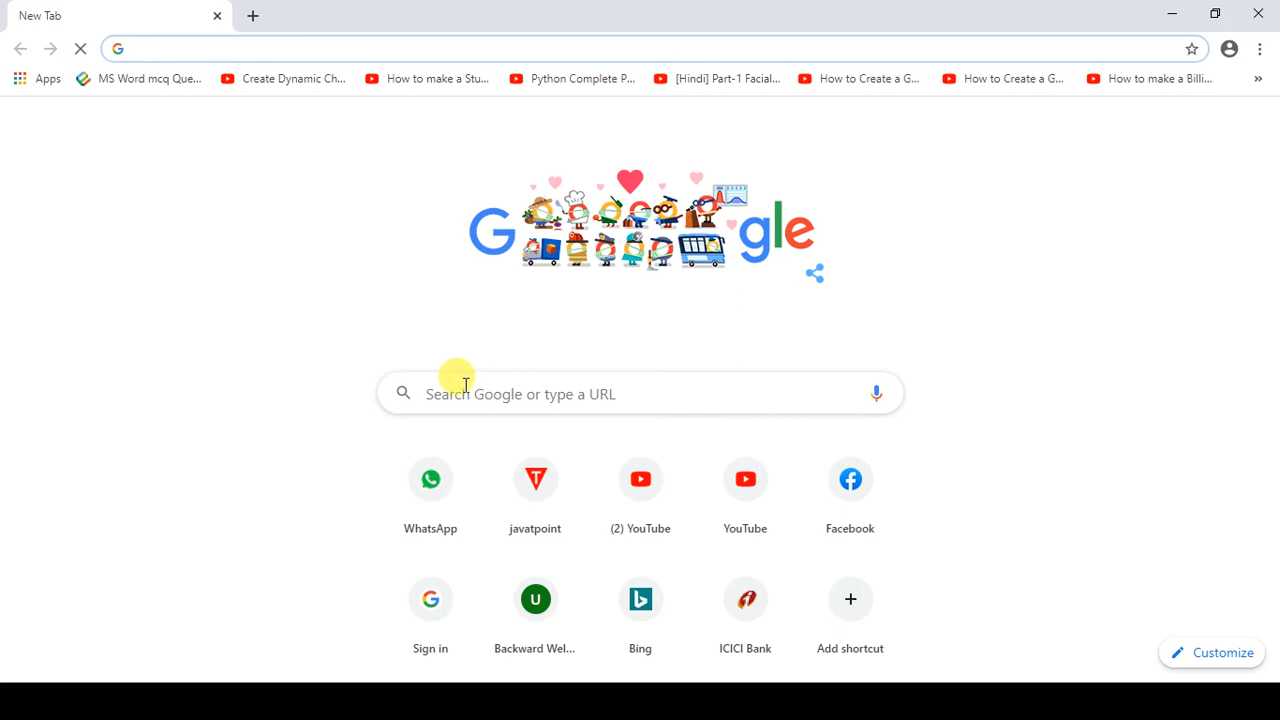 New Tab
Apps MS Word mcq Que... Create Dynamic Ch... How to make a Stu... Python Complete P... [Hindi] Part-1 Facial... How to Create a G... How to Create a G... How to make a Billi... »
G gle
Search Google or type a URL
WhatsApp javatpoint (2) YouTube YouTube Facebook
U
Sign in Backward Wel... Bing ICICI Bank Add shortcut
Customize